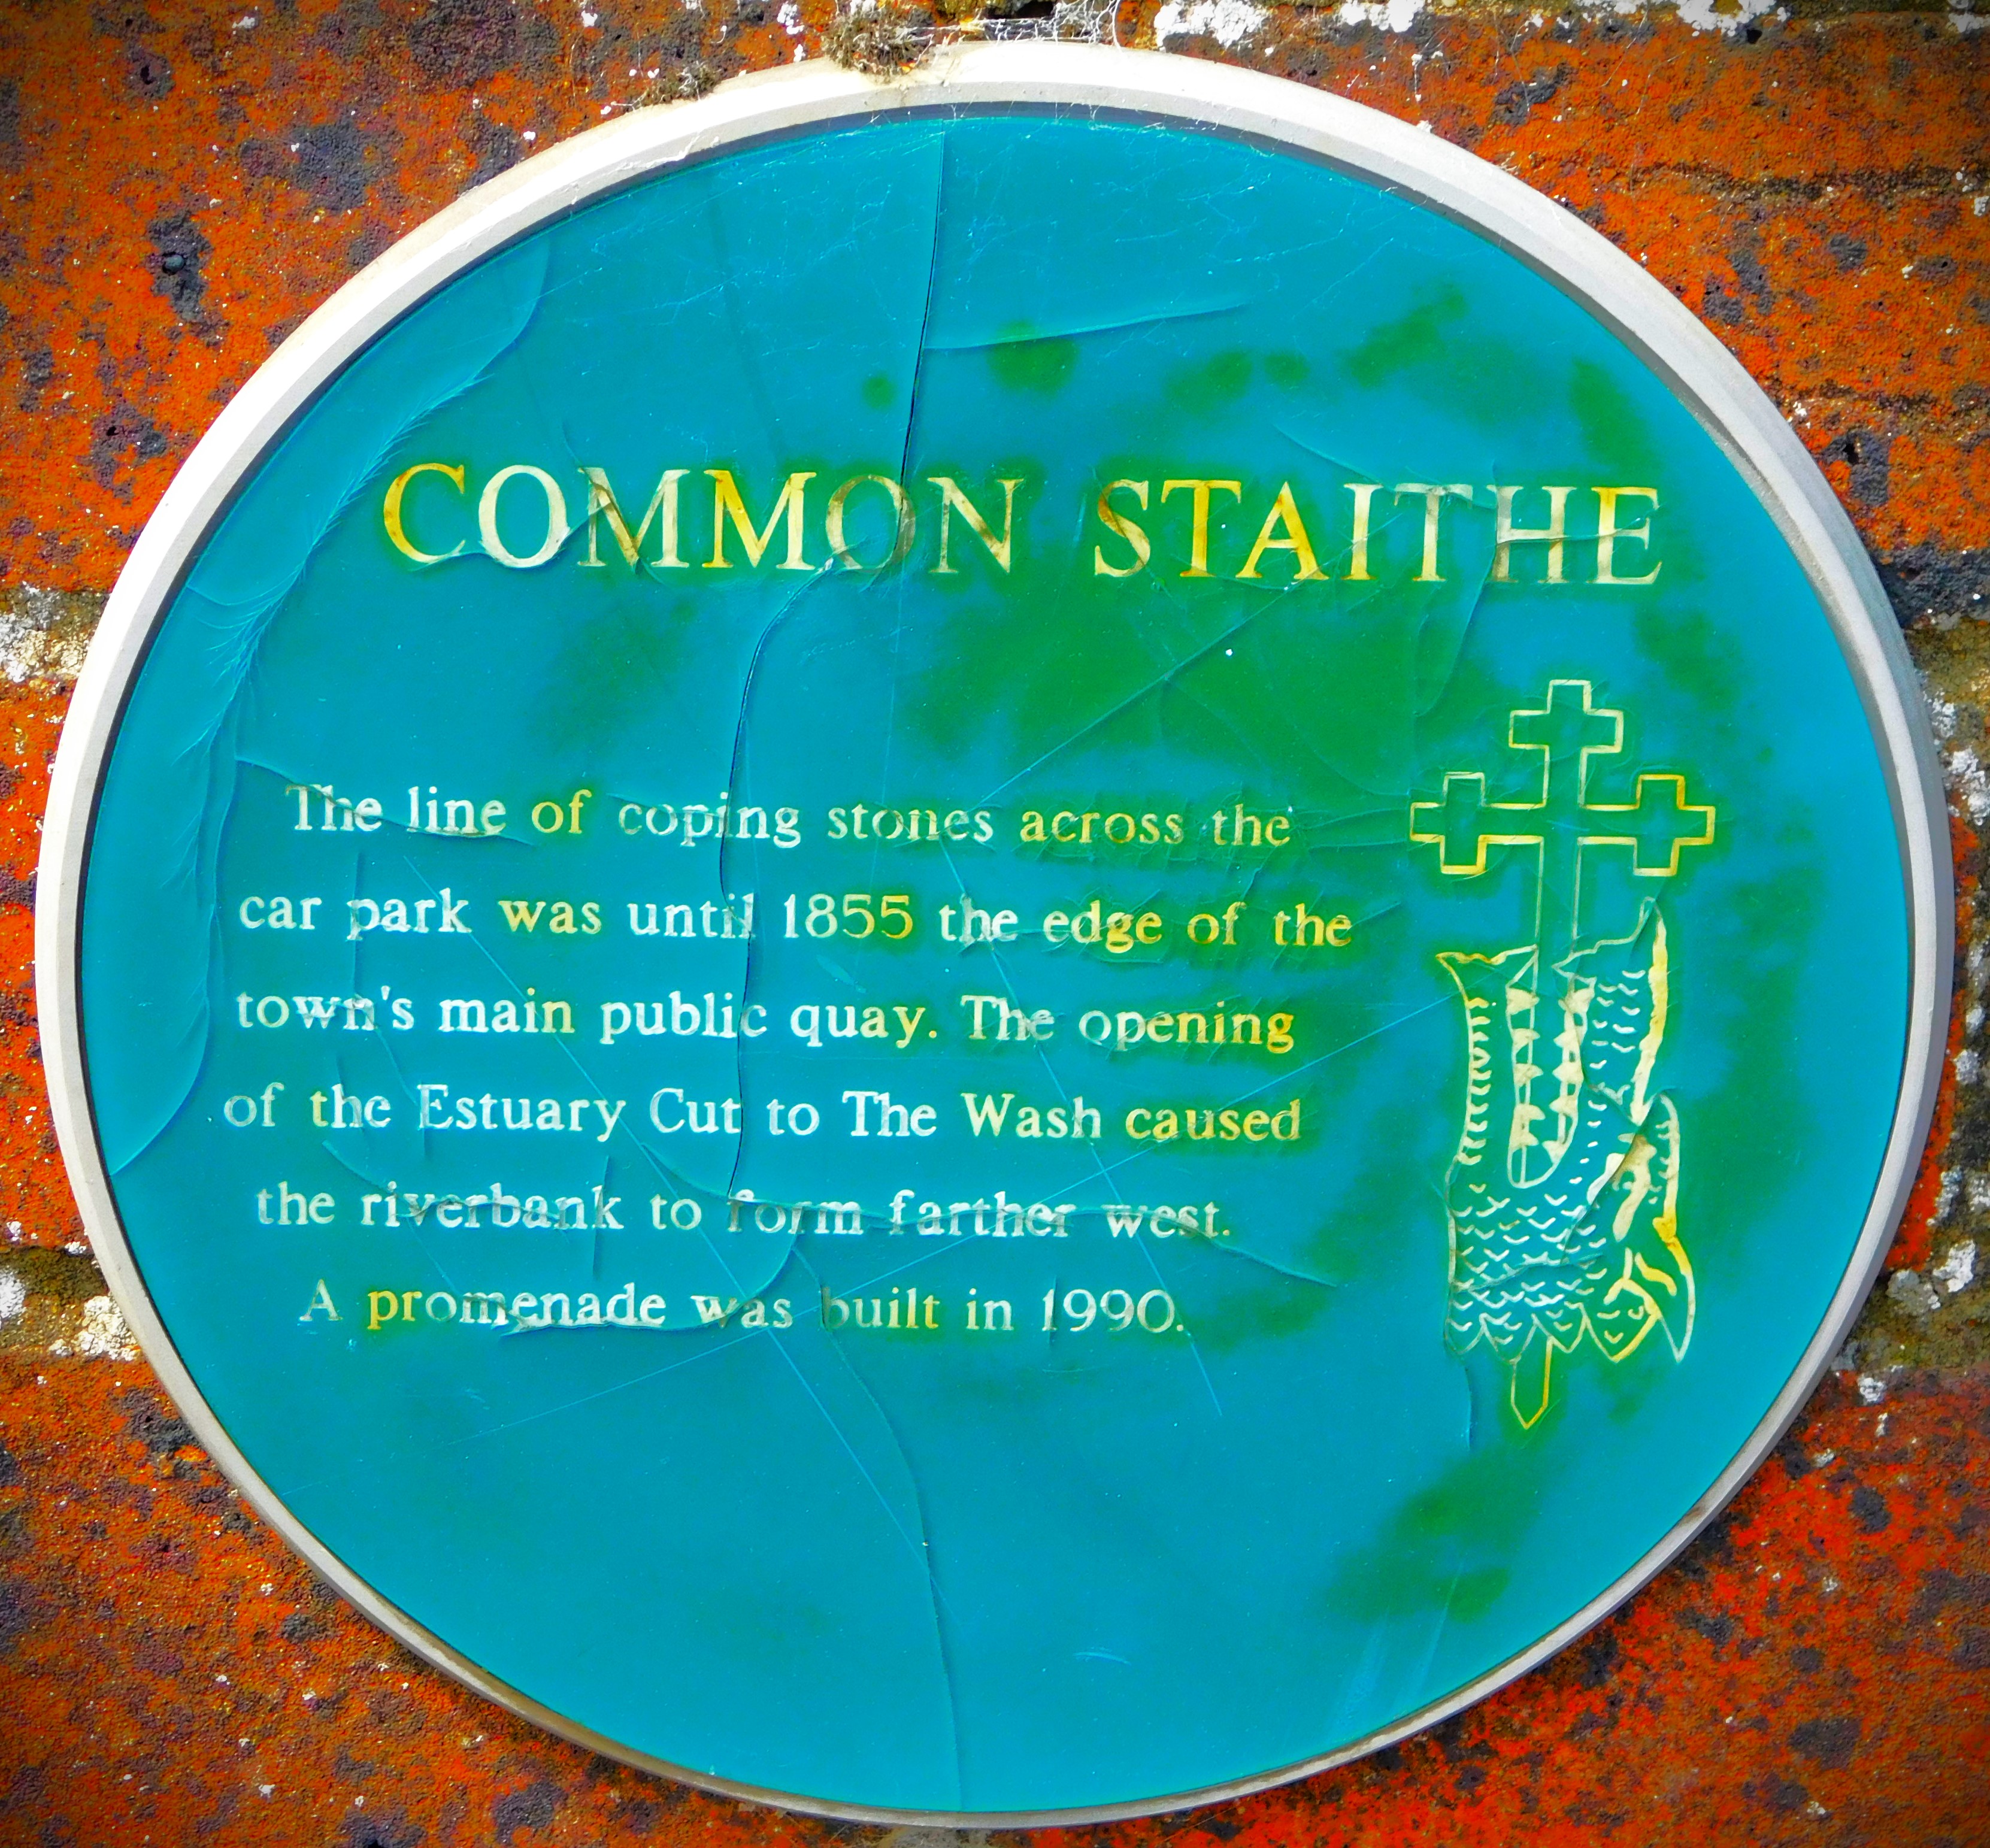 COMMON STAITHE
The line of coping stones across the
car park was until 1855 the edge of the
town's main public quay. The opening
of the Estuary Cut to The Wash caused
the riverbank to form farther west.
A promenade was built in 1990.